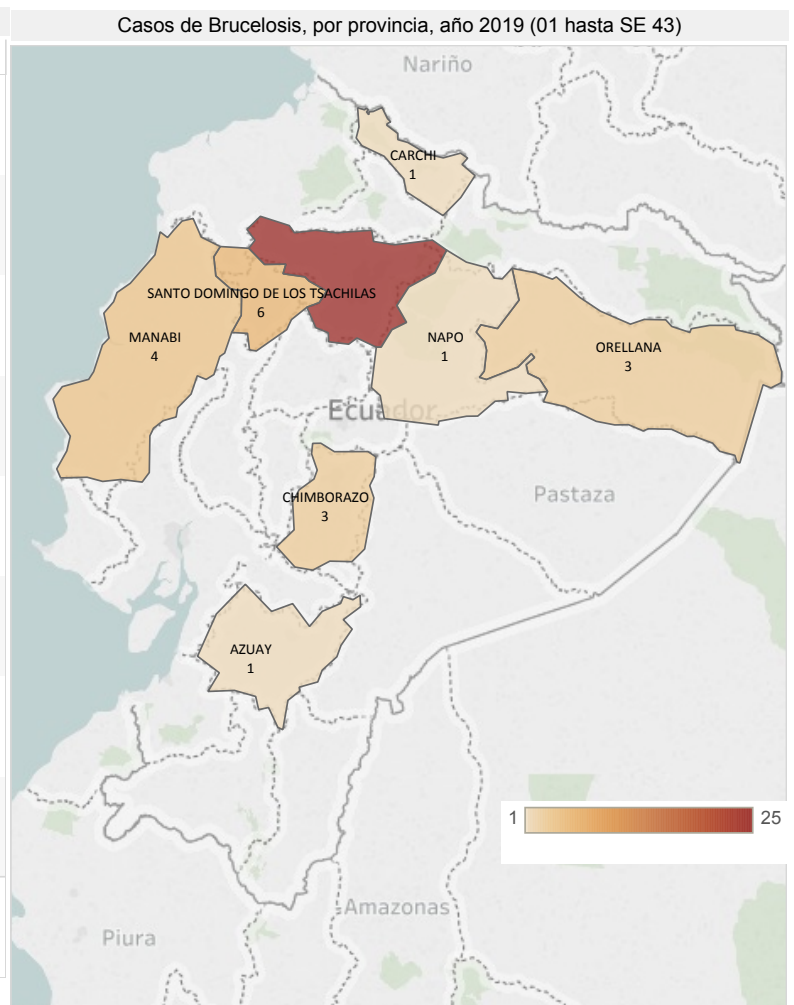 Casos de Brucelosis, por provincia, año 2019 (01 hasta SE 43)
Nariño
CARCHI
1
SANTO DOMINGO DE LOS TSACHILAS
6
MANABI
4
NAPO
1
ORELLANA
3
Ecuador
CHIMBORAZO
3
Pastaza
AZUAY
1
1
25
Amazonas
Piura